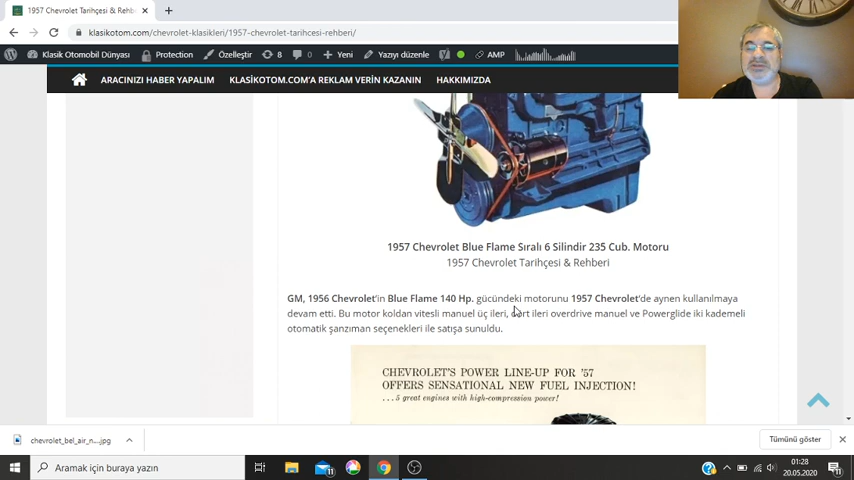 1957 Chevrolet Tarihçesi & Rehb
klasikotom.com/chevrolet-klasikleri/1957-chevrolet-tarihcesi-rehberi/
Klasik Otomobil Dünyası Protection Özelleştir 8 0 Yeni Yazıyı düzenle AMP
ARACINIZI HABER YAPALIM KLASİKOTOM.COM'A REKLAM VERİN KAZANIN HAKKIMIZDA
1957 Chevrolet Blue Flame Sıralı 6 Silindir 235 Cub. Motoru
1957 Chevrolet Tarihçesi & Rehberi
GM, 1956 Chevrolet'in Blue Flame 140 Hp. gücündeki motorunu 1957 Chevrolet'de aynen kullanılmaya
devam etti. Bu motor koldan vitesli manuel üç ileri, dört ileri overdrive manuel ve Powerglide iki kademeli
otomatik şanzıman seçenekleri ile satışa sunuldu.
CHEVROLET'S POWER LINE-UP FOR '57
OFFERS SENSATIONAL NEW FUEL INJECTION!
...5 great engines with high-compression power!
chevrolet_bel_air_n....jpg
Tümünü göster
Aramak için buraya yazın
11
01:28
20.05.2020
11